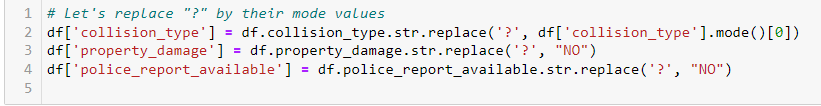 1 # Let's replace "?" by their mode values
2 df['collision_type'] = df.collision_type.str.replace('?', df['collision_type'].mode()[0])
3 df['property_damage'] = df.property_damage.str.replace('?', "NO")
4 df['police_report_available'] = df.police_report_available.str.replace('?', "NO")
5